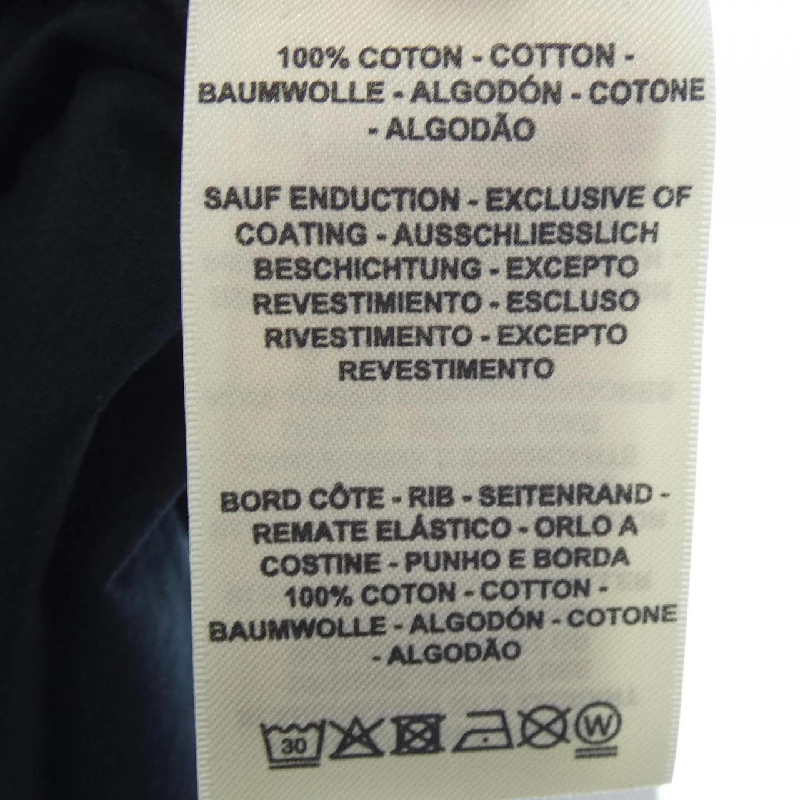 100% COTON - COTTON -
BAUMWOLLE - ALGODÓN - COTONE
- ALGODÃO
SAUF ENDUCTION - EXCLUSIVE OF
COATING - AUSSCHLIESSLICH
BESCHICHTUNG - EXCEPTO
REVESTIMIENTO - ESCLUSO
RIVESTIMENTO - EXCEPTO
REVESTIMENTO
BORD CÔTE - RIB - SEITENRAND -
REMATE ELÁSTICO - ORLO A
COSTINE - PUNHO E BORDA
100% COTON - COTTON -
BAUMWOLLE - ALGODÓN - COTONE
- ALGODÃO
30 W